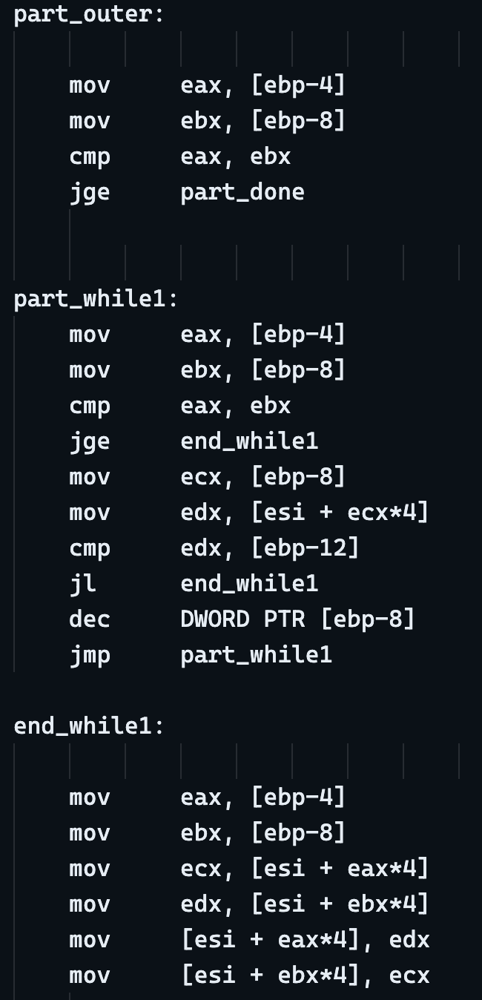 part_outer:
mov eax, [ebp-4]
mov ebx, [ebp-8]
cmp eax, ebx
jge part_done
part_while1:
mov eax, [ebp-4]
mov ebx, [ebp-8]
cmp eax, ebx
jge end_while1
mov ecx, [ebp-8]
mov edx, [esi + ecx*4]
cmp edx, [ebp-12]
jl end_while1
dec DWORD PTR [ebp-8]
jmp part_while1
end_while1:
mov eax, [ebp-4]
mov ebx, [ebp-8]
mov ecx, [esi + eax*4]
mov edx, [esi + ebx*4]
mov [esi + eax*4], edx
mov [esi + ebx*4], ecx